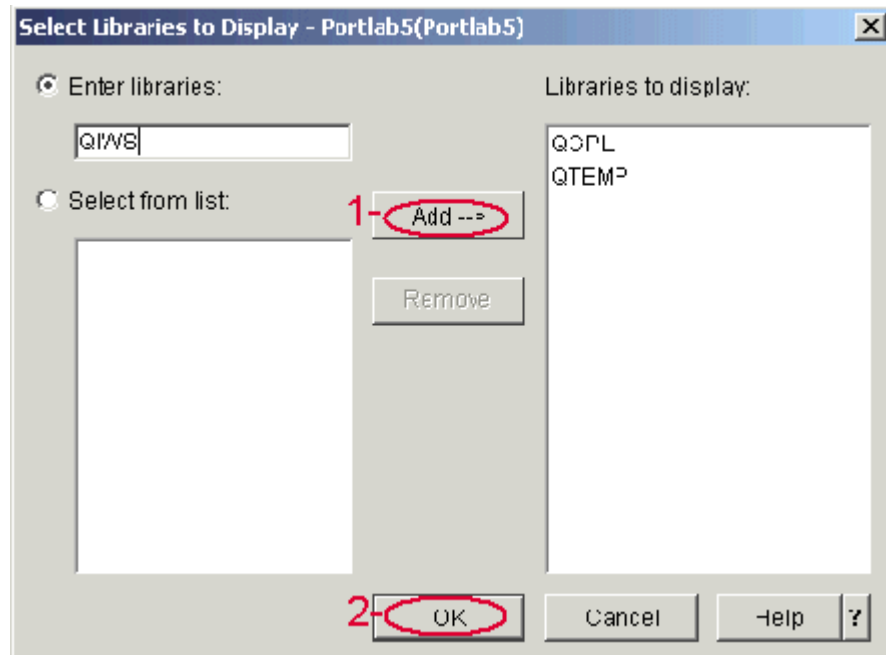 Select Libraries to Display - Portlab5(Portlab5)
Enter libraries:
Libraries to display:
QIWS
QGPL
QTEMP
Select from list:
1- Add -->
Remove
2- OK
Cancel
Help
?